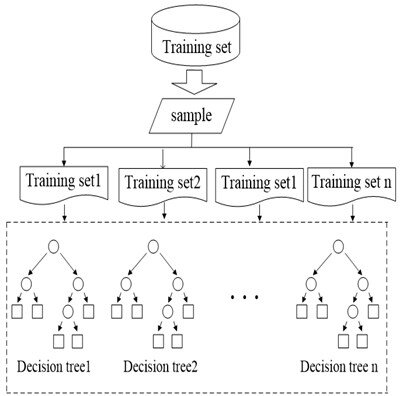 Training set
sample
Training set1
Training set2
Training set1
Training set n
. . .
Decision tree1
Decision tree2
Decision tree n